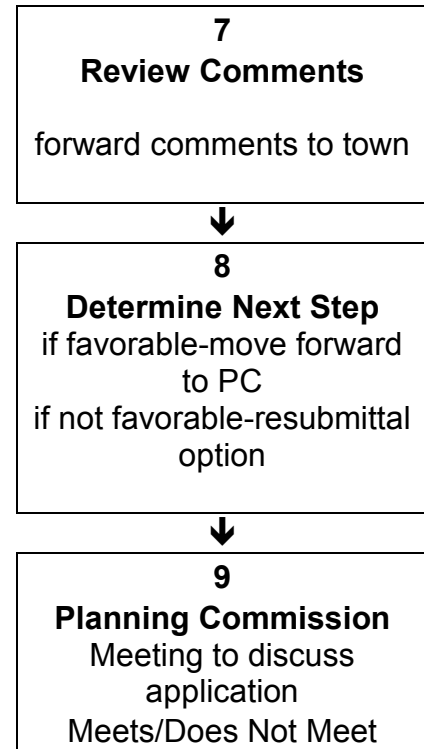 7
Review Comments
forward comments to town
8
Determine Next Step
if favorable-move forward
to PC
if not favorable-resubmittal
option
9
Planning Commission
Meeting to discuss
application
Meets/Does Not Meet